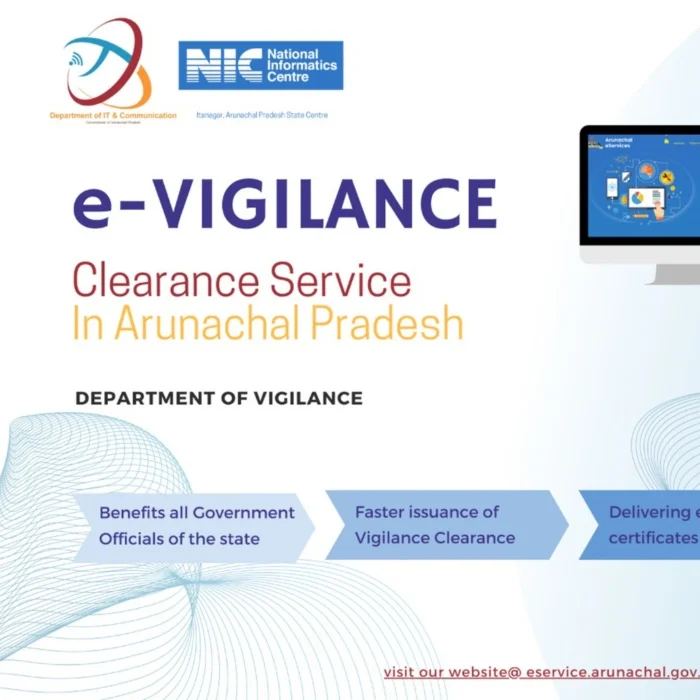 NIC National
Informatics
Centre
Department of IT & Communication
Government of Arunachal Pradesh
Itanagar, Arunachal Pradesh State Centre
Arunachal
eServices
e-VIGILANCE
Clearance Service
In Arunachal Pradesh
DEPARTMENT OF VIGILANCE
Benefits all Government
Officials of the state
Faster issuance of
Vigilance Clearance
Delivering e
certificates
visit our website@ eservice.arunachal.gov.